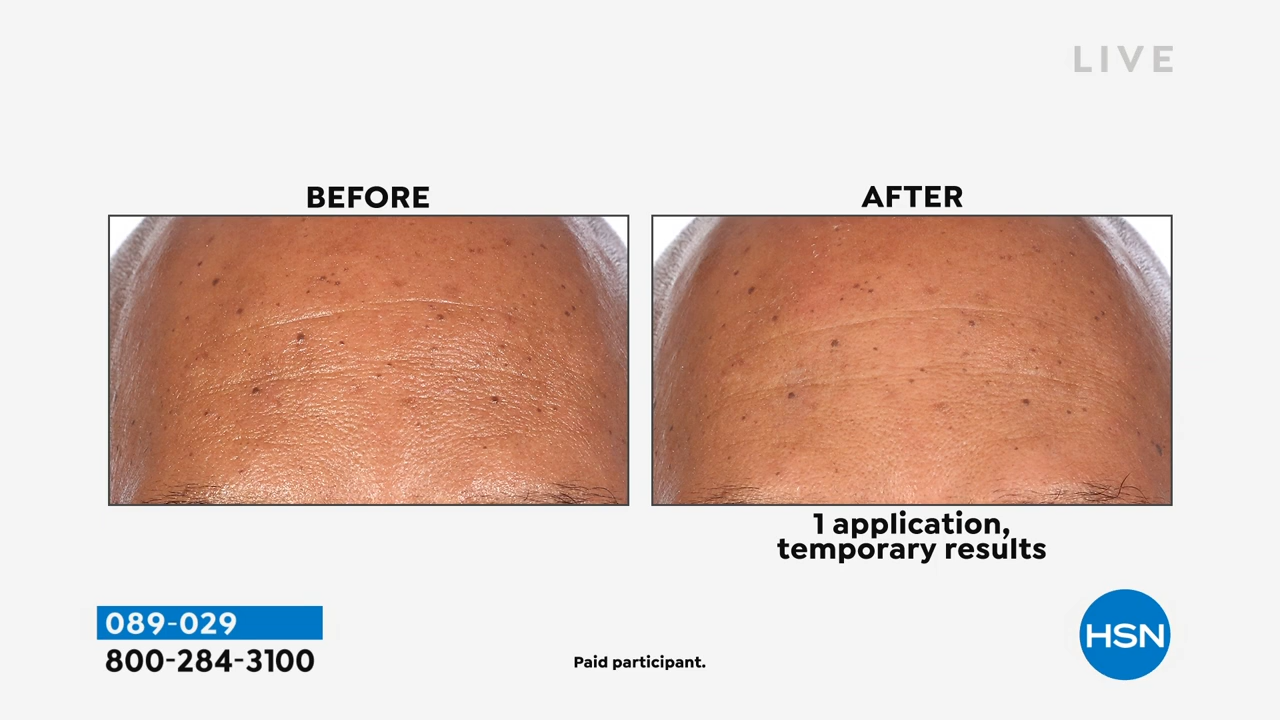 LIVE
BEFORE
AFTER
1 application,
temporary results
089-029
800-284-3100
Paid participant.
HSN